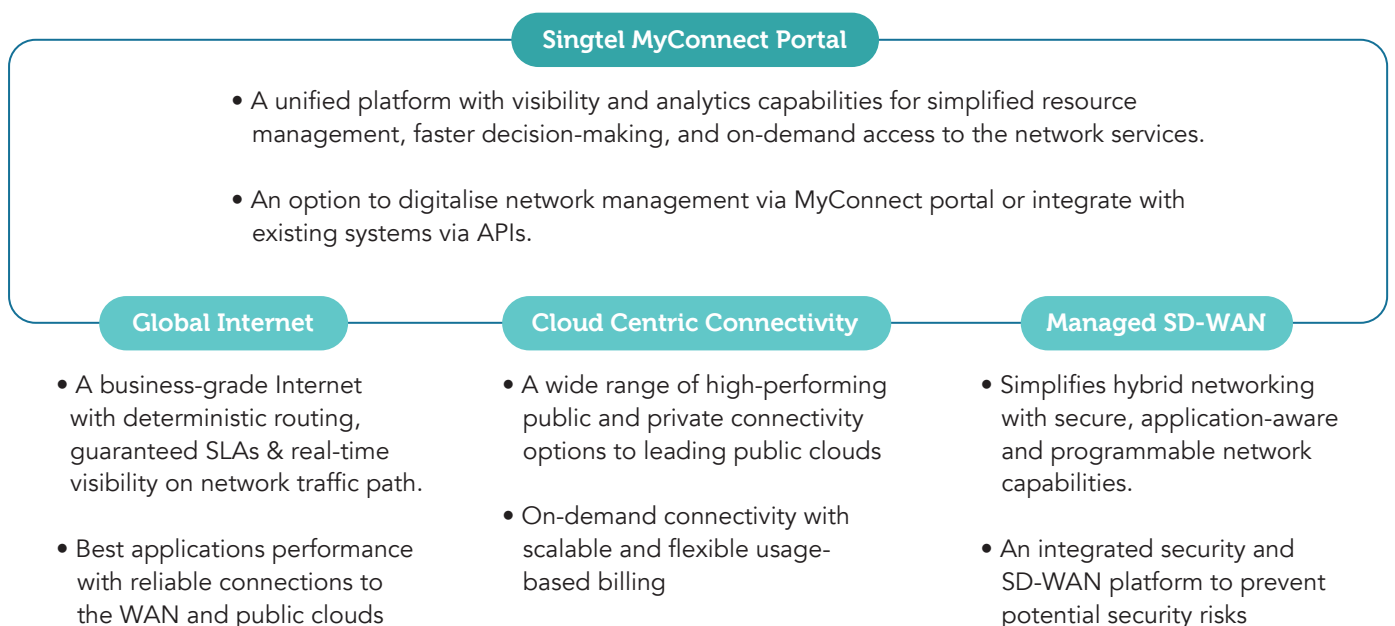 Singtel MyConnect Portal
• A unified platform with visibility and analytics capabilities for simplified resource
management, faster decision-making, and on-demand access to the network services.
• An option to digitalise network management via MyConnect portal or integrate with
existing systems via APIs.
Global Internet
• A business-grade Internet
with deterministic routing,
guaranteed SLAs & real-time
visibility on network traffic path.
• Best applications performance
with reliable connections to
the WAN and public clouds
Cloud Centric Connectivity
• A wide range of high-performing
public and private connectivity
options to leading public clouds
• On-demand connectivity with
scalable and flexible usage-
based billing
Managed SD-WAN
• Simplifies hybrid networking
with secure, application-aware
and programmable network
capabilities.
• An integrated security and
SD-WAN platform to prevent
potential security risks